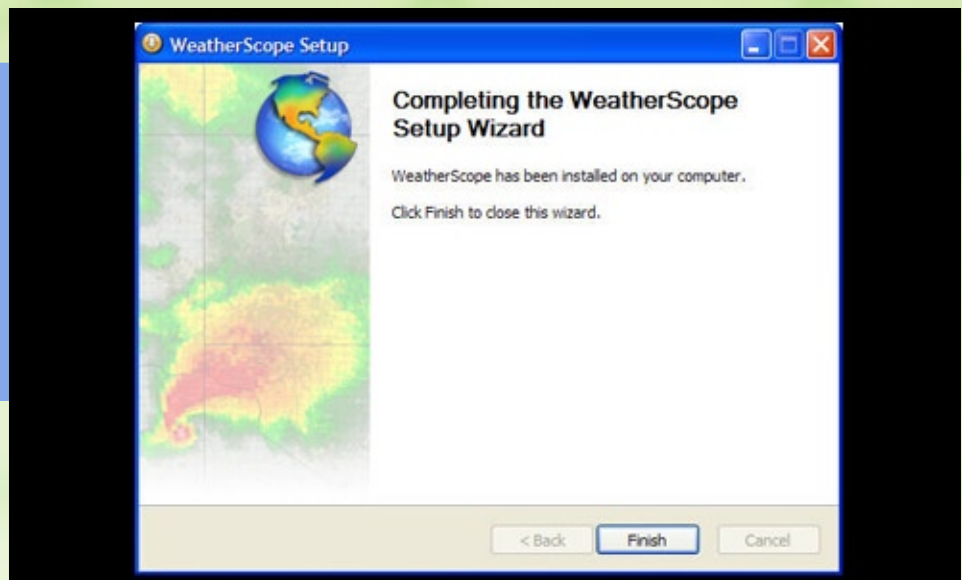 WeatherScope Setup
Completing the WeatherScope
Setup Wizard
WeatherScope has been installed on your computer.
Click Finish to close this wizard.
< Back Finish Cancel